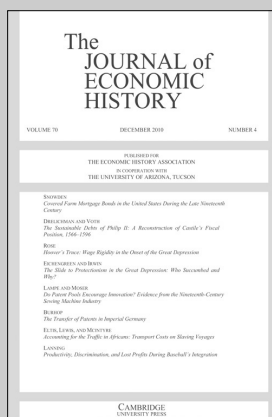 The
JOURNAL of
ECONOMIC
HISTORY
VOLUME 70 DECEMBER 2010 NUMBER 4
PUBLISHED FOR
THE ECONOMIC HISTORY ASSOCIATION
IN COOPERATION WITH
THE UNIVERSITY OF ARIZONA, TUCSON
SNOWDEN
Covered Farm Mortgage Bonds in the United States During the Late Nineteenth
Century
DRELICHMAN AND VOTH
The Sustainable Debts of Philip II: A Reconstruction of Castile's Fiscal
Position, 1566–1596
ROSE
Hoover's Truce: Wage Rigidity in the Onset of the Great Depression
EICHENGREEN AND IRWIN
The Slide to Protectionism in the Great Depression: Who Succumbed and
Why?
LAMPE AND MOSER
Do Patent Pools Encourage Innovation? Evidence from the Nineteenth-Century
Sewing Machine Industry
BURHOP
The Transfer of Patents in Imperial Germany
ELTIS, LEWIS, AND MCINTYRE
Accounting for the Traffic in Africans: Transport Costs on Slaving Voyages
LANNING
Productivity, Discrimination, and Lost Profits During Baseball's Integration
CAMBRIDGE
UNIVERSITY PRESS